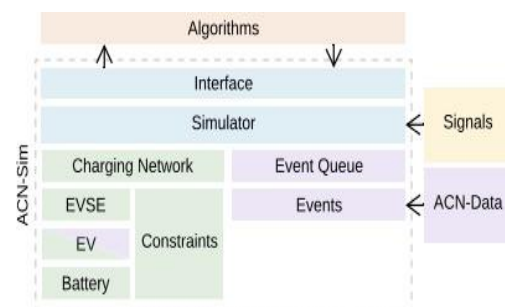 Algorithms
Interface
Simulator
Signals
Charging Network
Event Queue
EVSE
Events
ACN-Data
EV
Constraints
Battery
ACN-Sim